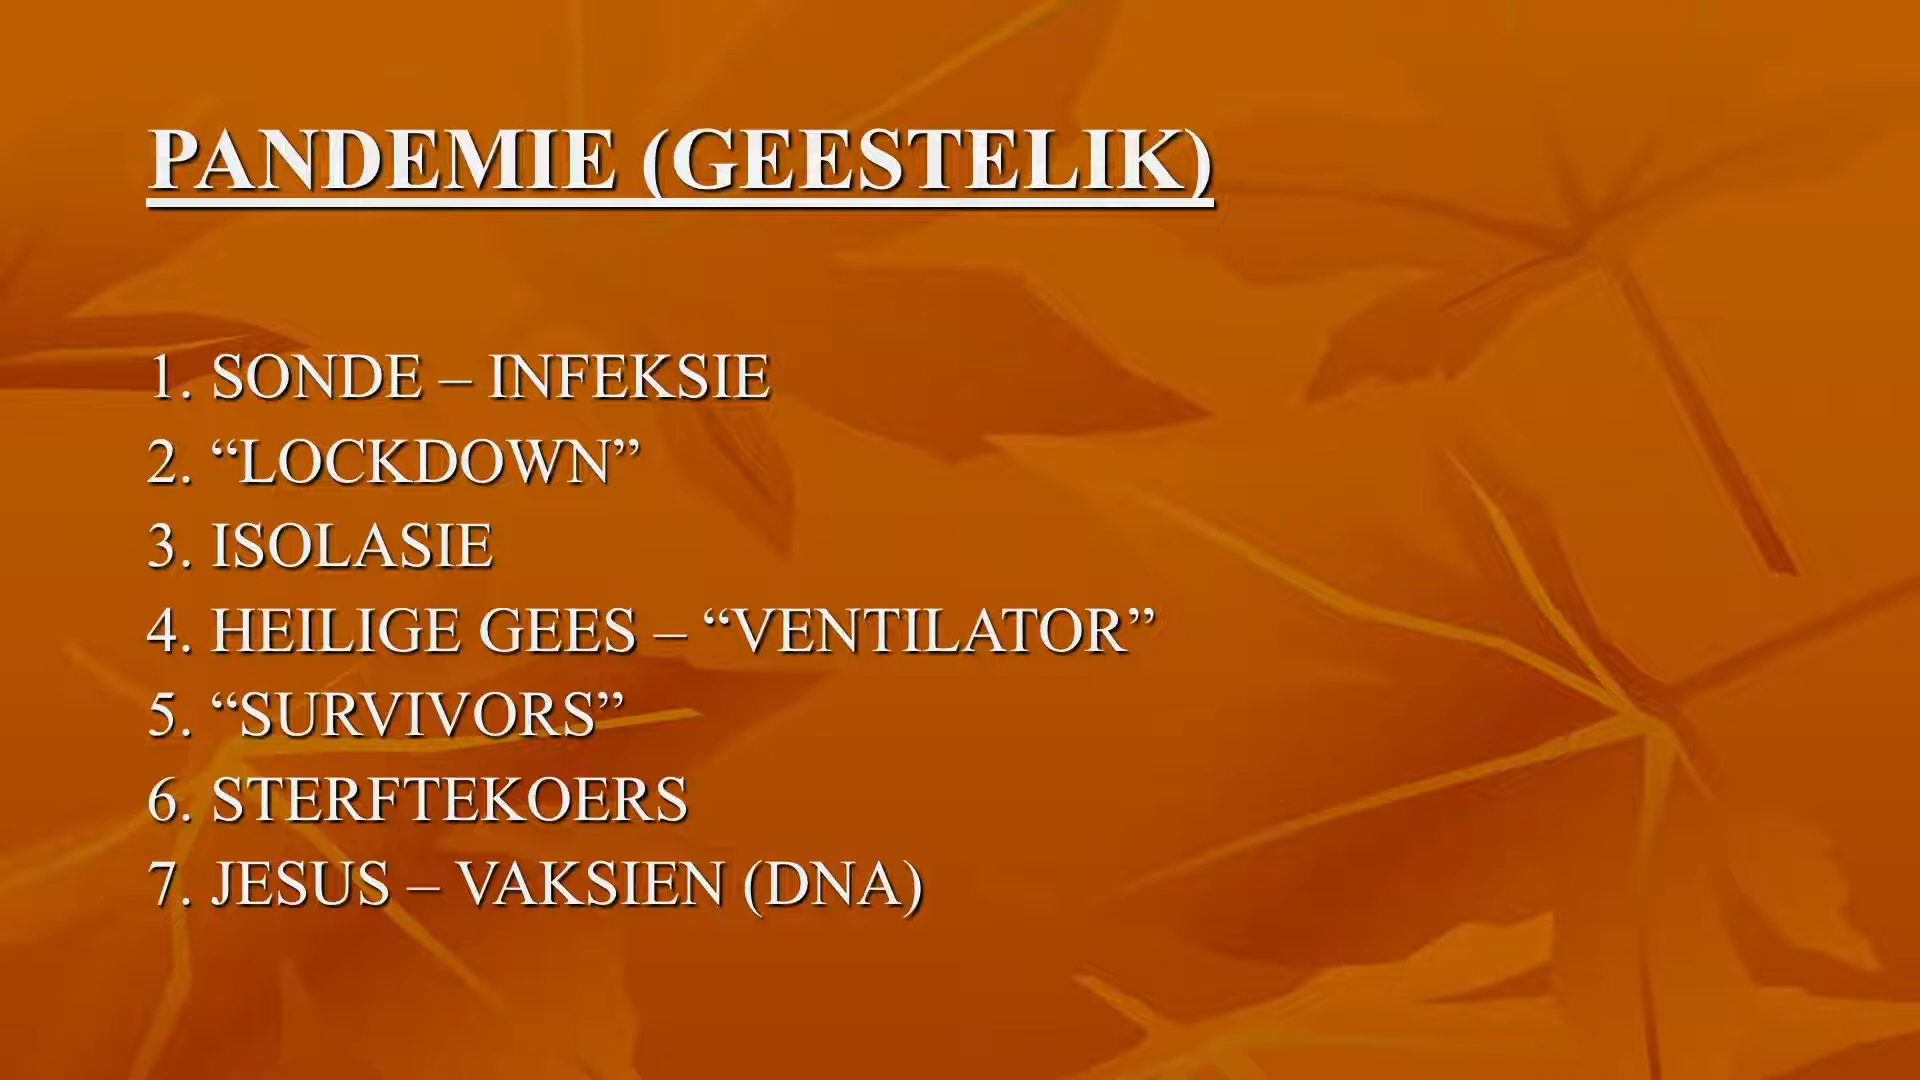 PANDEMIE (GEESTELIK)
1. SONDE – INFEKSIE
2. “LOCKDOWN”
3. ISOLASIE
4. HEILIGE GEES – “VENTILATOR”
5. “SURVIVORS”
6. STERFTEKOERS
7. JESUS – VAKSIEN (DNA)